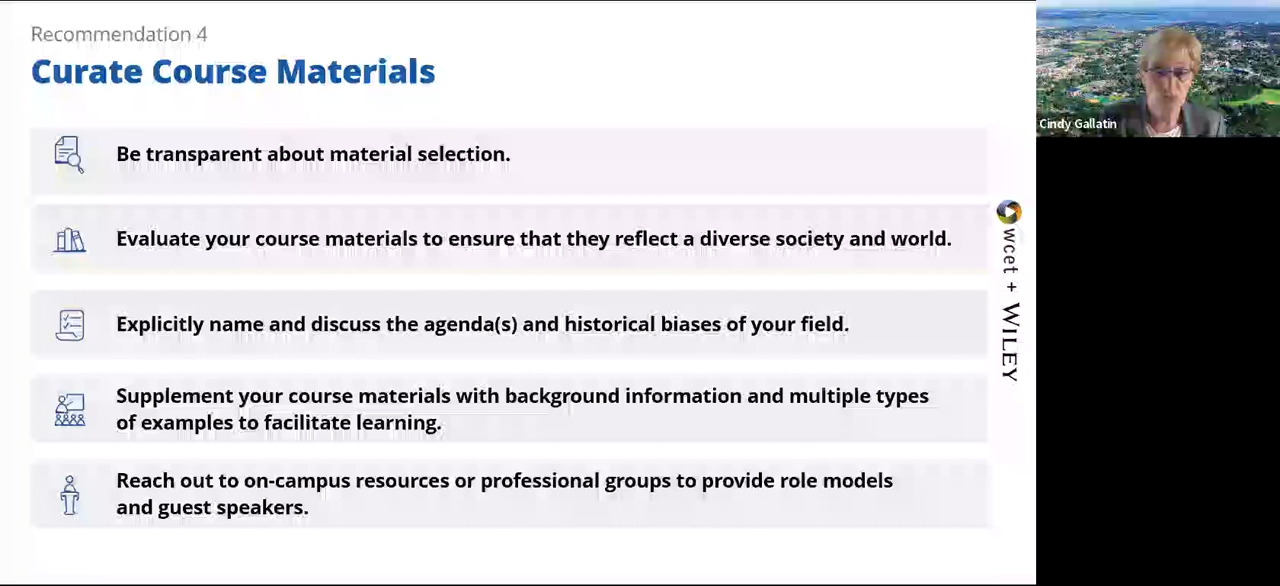 Recommendation 4
Curate Course Materials
Be transparent about material selection.
Evaluate your course materials to ensure that they reflect a diverse society and world.
Explicitly name and discuss the agenda(s) and historical biases of your field.
Supplement your course materials with background information and multiple types
of examples to facilitate learning.
Reach out to on-campus resources or professional groups to provide role models
and guest speakers.
wcet + WILEY
Cindy Gallatin